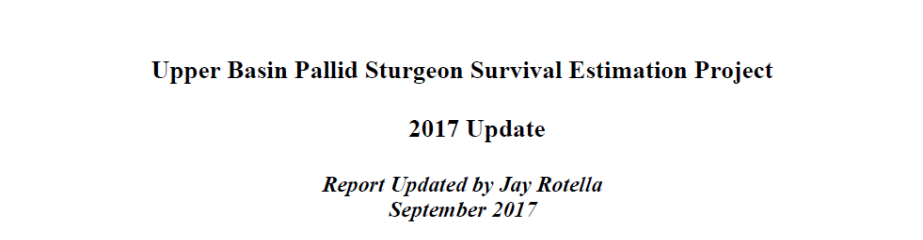 Upper Basin Pallid Sturgeon Survival Estimation Project
2017 Update
Report Updated by Jay Rotella
September 2017